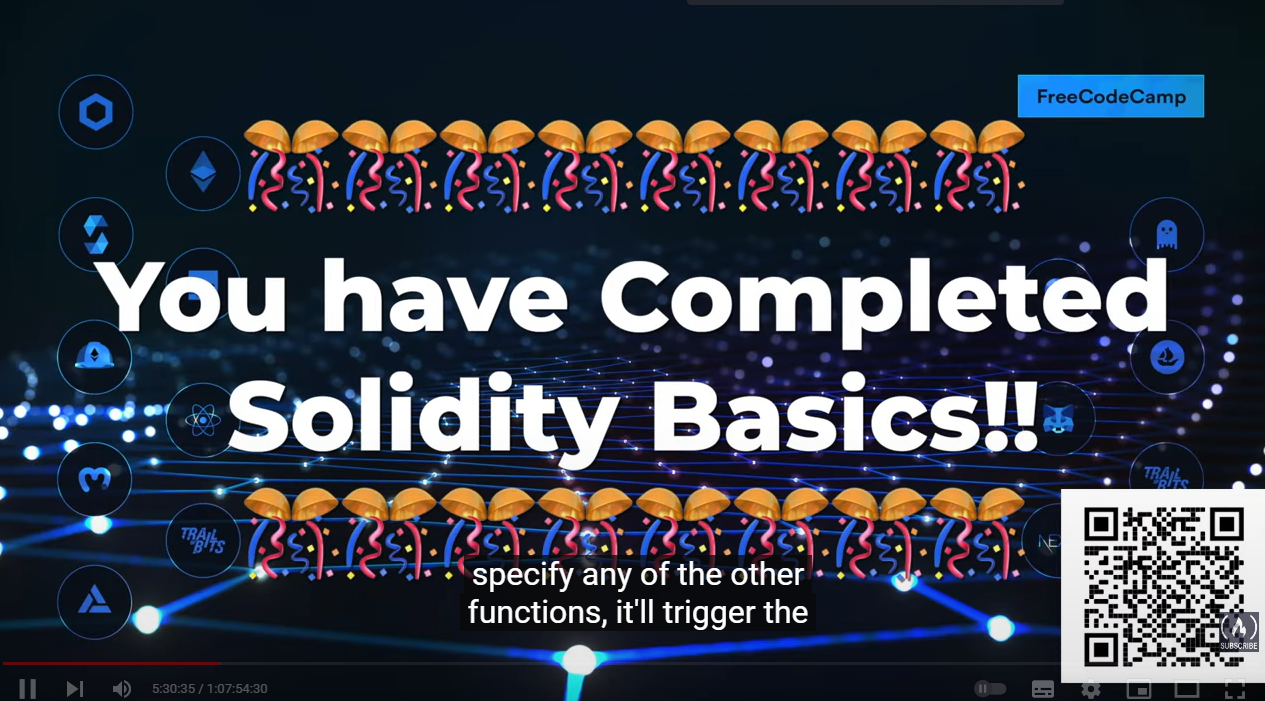 FreeCodeCamp
You have Completed
Solidity Basics!!
TRAIL
OF
BITS
TRAIL
OF
BITS
specify any of the other
functions, it'll trigger the
SUBSCRIBE
5:30:35 / 1:07:54:30